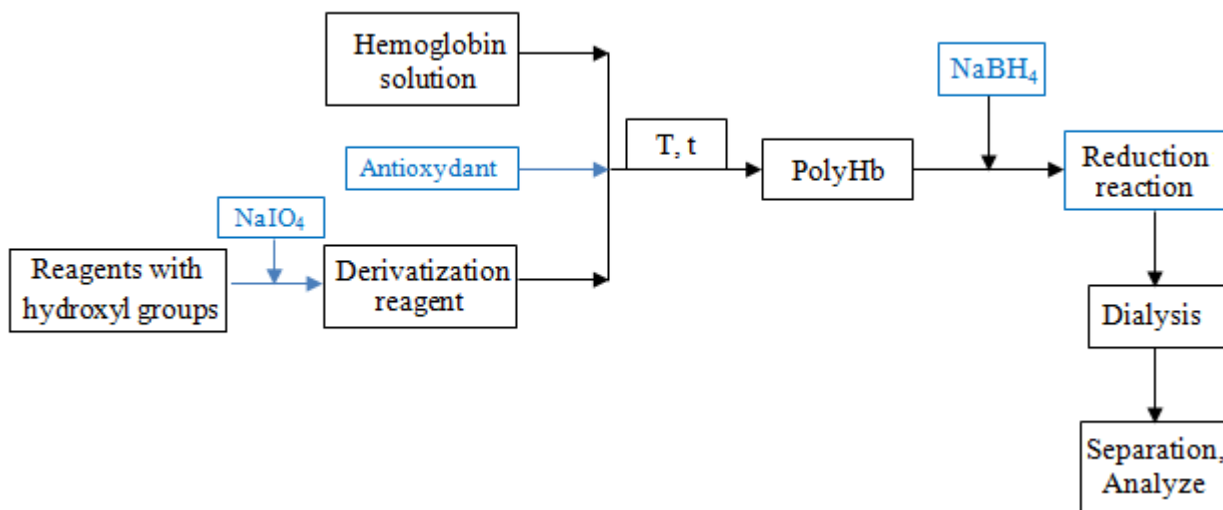 Hemoglobin
solution
NaBH₄
Antioxydant
T, t
PolyHb
Reduction
reaction
NaIO₄
Reagents with
hydroxyl groups
Derivatization
reagent
Dialysis
Separation,
Analyze